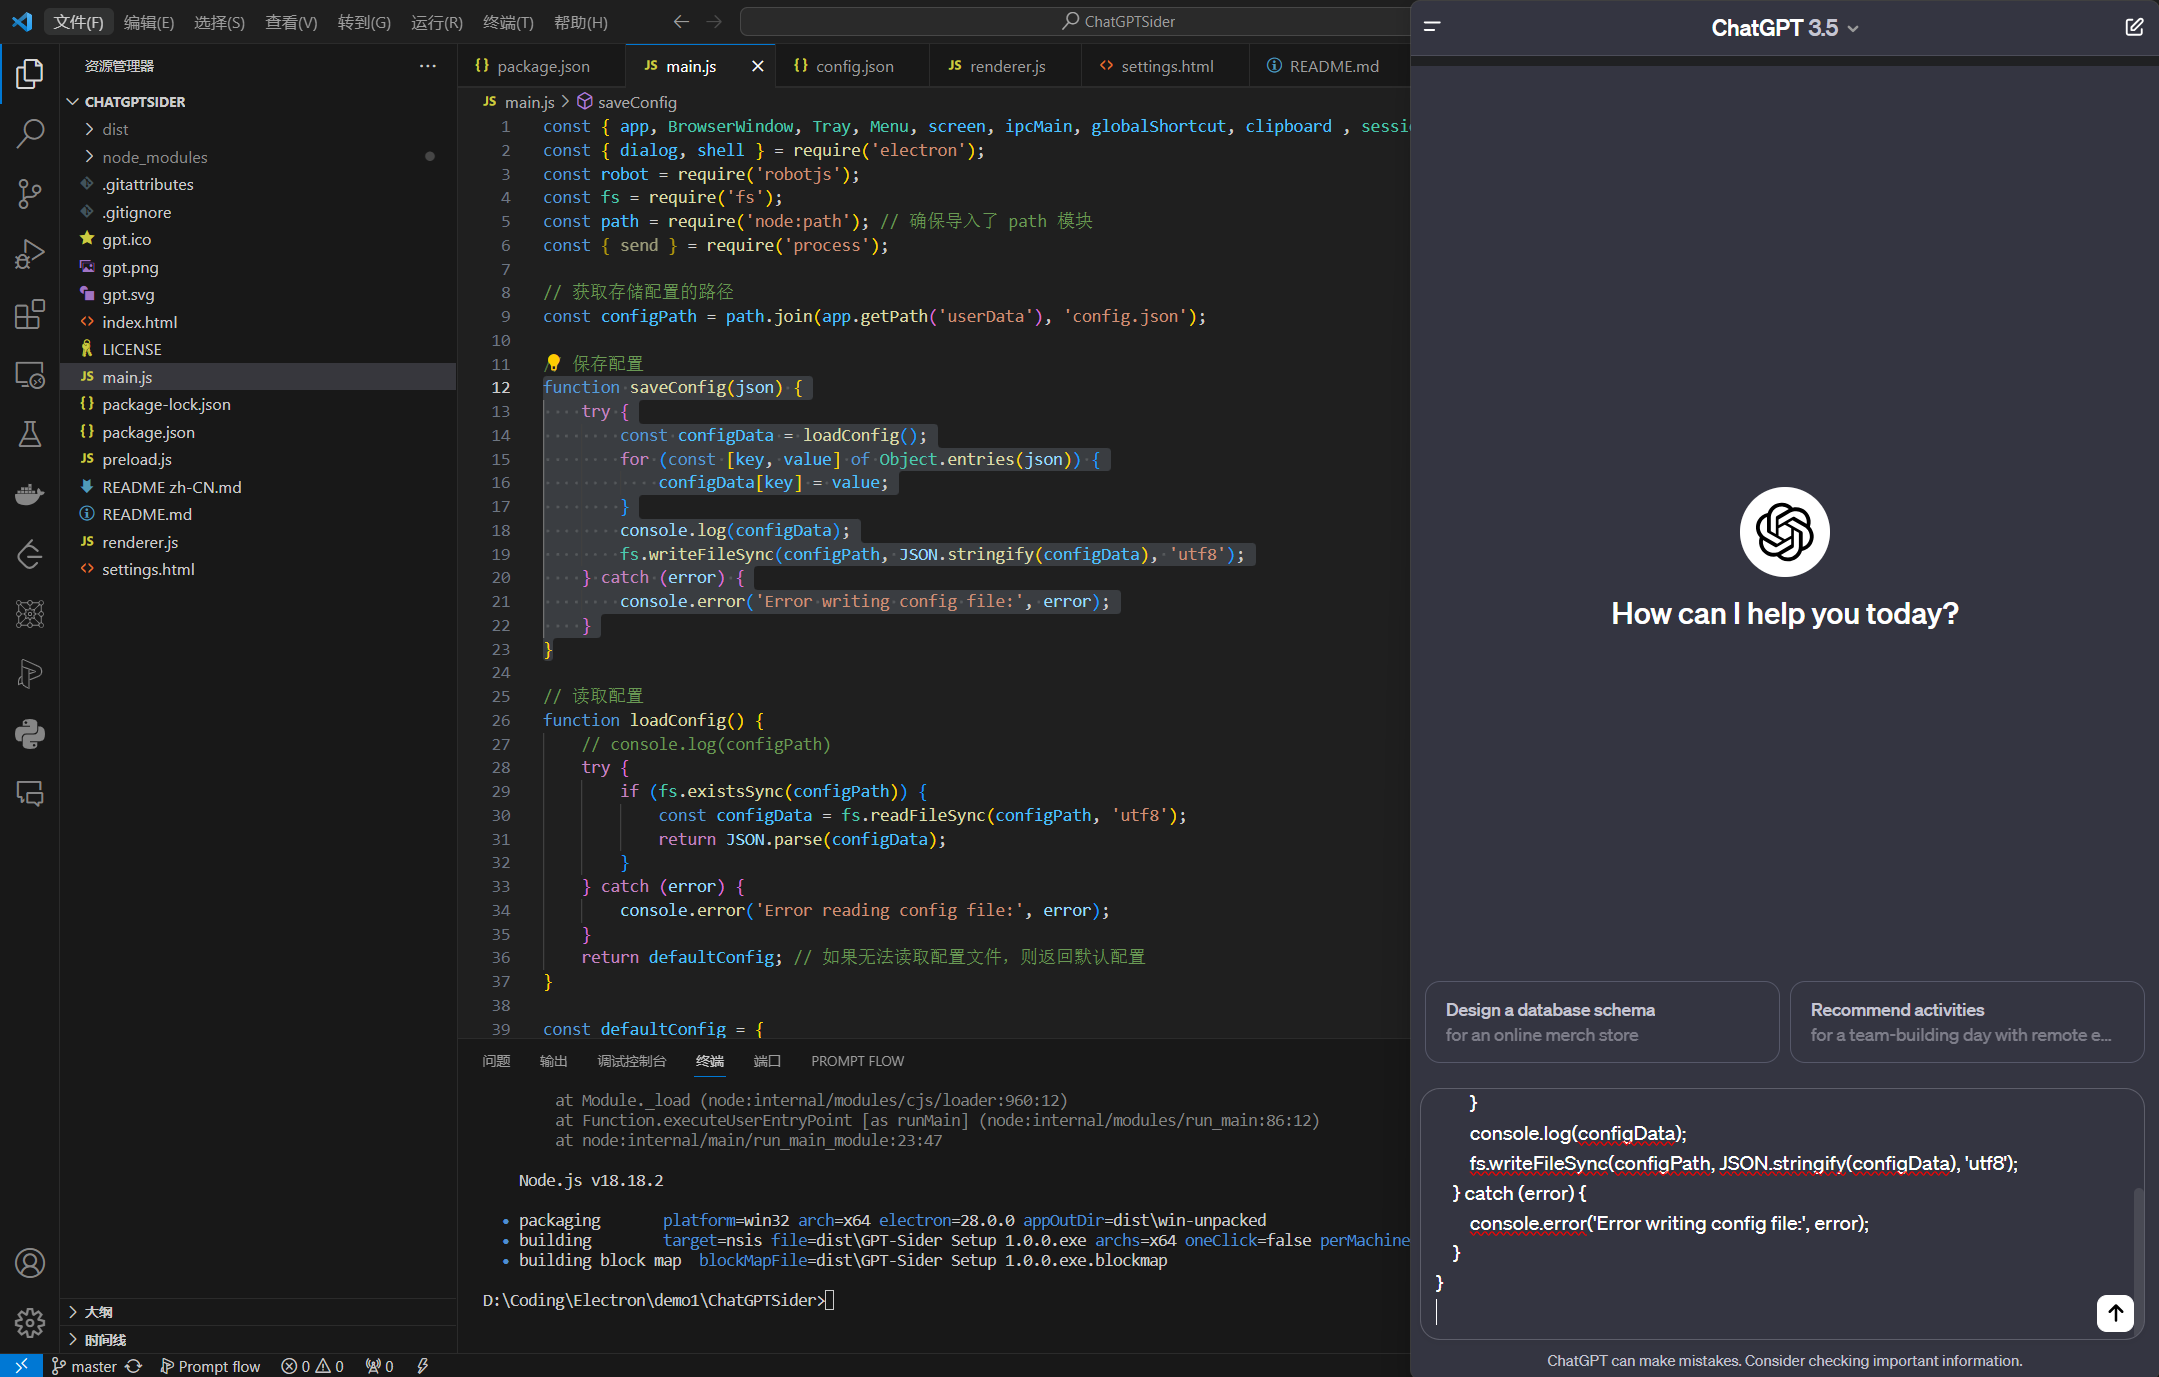 文件(F) 编辑(E) 选择(S) 查看(V) 转到(G) 运行(R) 终端(T) 帮助(H)
ChatGPTSider
资源管理器
CHATGPTSIDER
dist
node_modules
.gitattributes
.gitignore
gpt.ico
gpt.png
gpt.svg
index.html
LICENSE
main.js
package-lock.json
package.json
preload.js
README zh-CN.md
README.md
renderer.js
settings.html
大纲
时间线
package.json
main.js
config.json
renderer.js
settings.html
README.md
main.js > saveConfig
1 const { app, BrowserWindow, Tray, Menu, screen, ipcMain, globalShortcut, clipboard , sessi
2 const { dialog, shell } = require('electron');
3 const robot = require('robotjs');
4 const fs = require('fs');
5 const path = require('node:path'); // 确保导入了 path 模块
6 const { send } = require('process');
7
8 // 获取存储配置的路径
9 const configPath = path.join(app.getPath('userData'), 'config.json');
10
11 / 保存配置
12 function saveConfig(json) {
13 try {
14 const configData = loadConfig();
15 for (const [key, value] of Object.entries(json)) {
16 configData[key] = value;
17 }
18 console.log(configData);
19 fs.writeFileSync(configPath, JSON.stringify(configData), 'utf8');
20 } catch (error) {
21 console.error('Error writing config file:', error);
22 }
23 }
24
25 // 读取配置
26 function loadConfig() {
27 // console.log(configPath)
28 try {
29 if (fs.existsSync(configPath)) {
30 const configData = fs.readFileSync(configPath, 'utf8');
31 return JSON.parse(configData);
32 }
33 } catch (error) {
34 console.error('Error reading config file:', error);
35 }
36 return defaultConfig; // 如果无法读取配置文件，则返回默认配置
37 }
38
39 const defaultConfig = {
问题 输出 调试控制台 终端 端口 PROMPT FLOW
at Module._load (node:internal/modules/cjs/loader:960:12)
at Function.executeUserEntryPoint [as runMain] (node:internal/modules/run_main:86:12)
at node:internal/main/run_main_module:23:47
Node.js v18.18.2
• packaging platform=win32 arch=x64 electron=28.0.0 appOutDir=dist\win-unpacked
• building target=nsis file=dist\GPT-Sider Setup 1.0.0.exe archs=x64 oneClick=false perMachine
• building block map blockMapFile=dist\GPT-Sider Setup 1.0.0.exe.blockmap
D:\Coding\Electron\demo1\ChatGPTSider>
master Prompt flow 0 0 0
ChatGPT 3.5
How can I help you today?
Design a database schema
for an online merch store
Recommend activities
for a team-building day with remote e...
}
console.log(configData);
fs.writeFileSync(configPath, JSON.stringify(configData), 'utf8');
} catch (error) {
console.error('Error writing config file:', error);
}
}
ChatGPT can make mistakes. Consider checking important information.